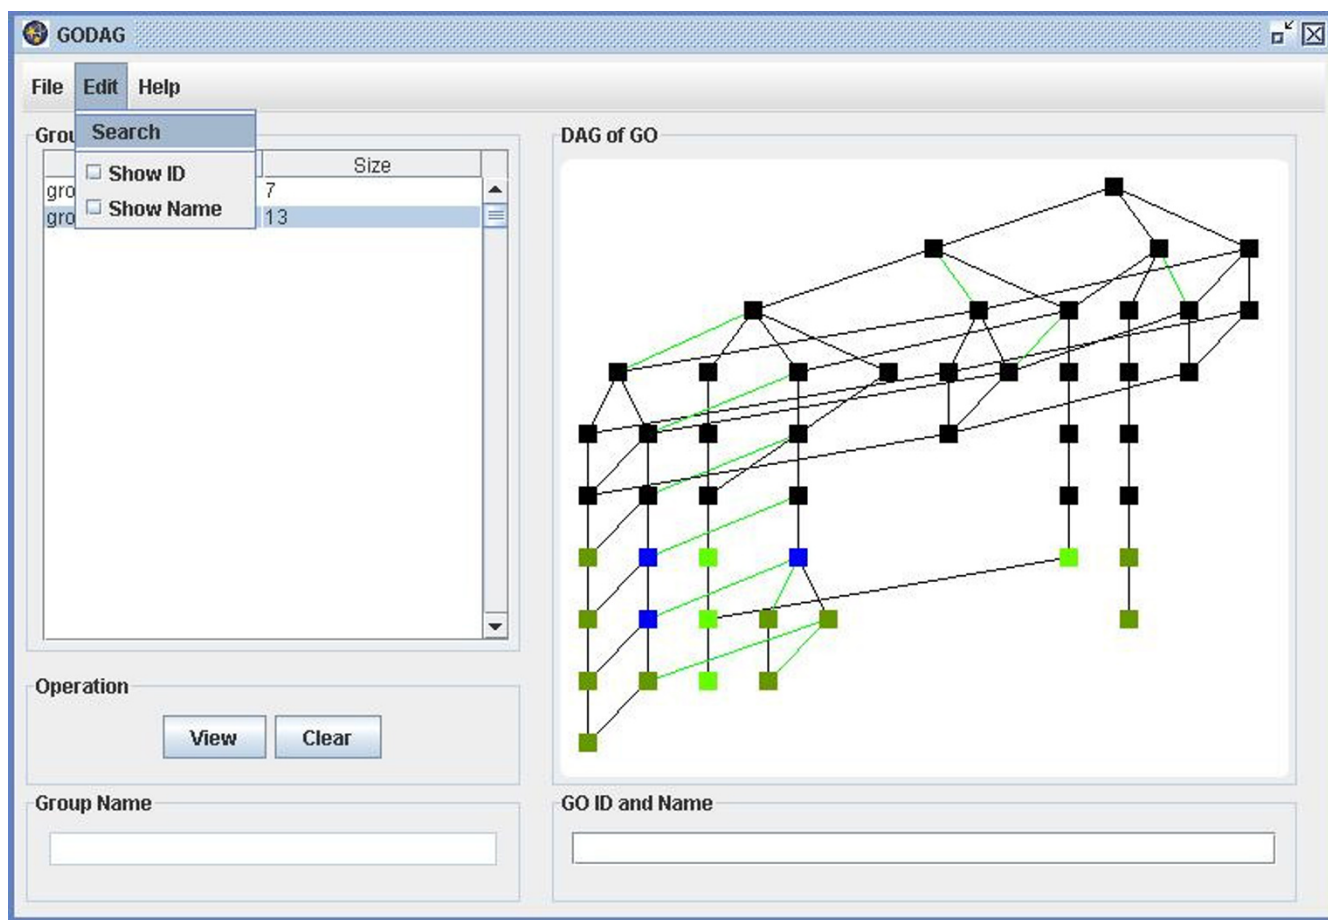 GODAG
File Edit Help
Search
Show ID
Show Name
Grou
Size
gro 7
gro 13
DAG of GO
Operation
View Clear
Group Name
GO ID and Name